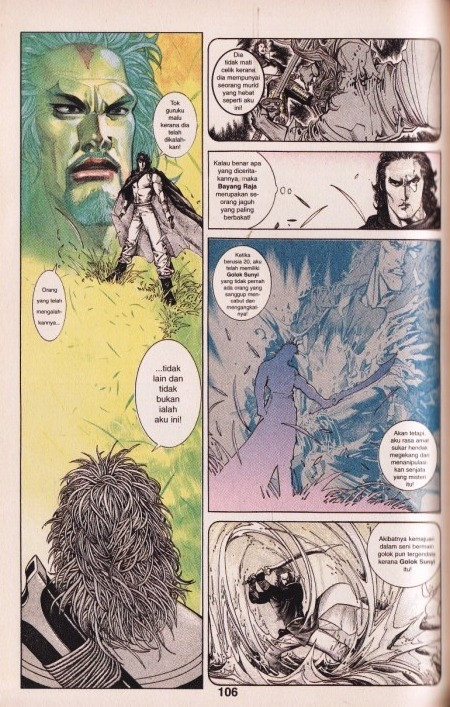 Tok
guruku
malu
kerana dia
telah
dikalah-
kan!
Orang
yang telah
mengalah-
kannya...
...tidak
lain dan
tidak
bukan
ialah
aku ini!
Dia
tidak mati
celik kerana
dia mempunyai
seorang murid
yang hebat
seperti aku
ini!
Kalau benar apa
yang dicerita-
kannya, maka
Bayang Raja
merupakan se-
orang jaguh
yang paling
berbakat!
Ketika
berusia 20, aku
telah memiliki
Golok Sunyi
yang tidak pernah
ada orang yang
sanggup men-
cabut dan
mengangkat-
nya!
Akan tetapi,
aku rasa amat
sukar hendak
megekang dan
menanipulasi
kan senjata
yang misteri
itu!
Akibatnya kemajuan
dalam seni bermain
golok pun tergendala
kerana Golok Sunyi
itu!
106